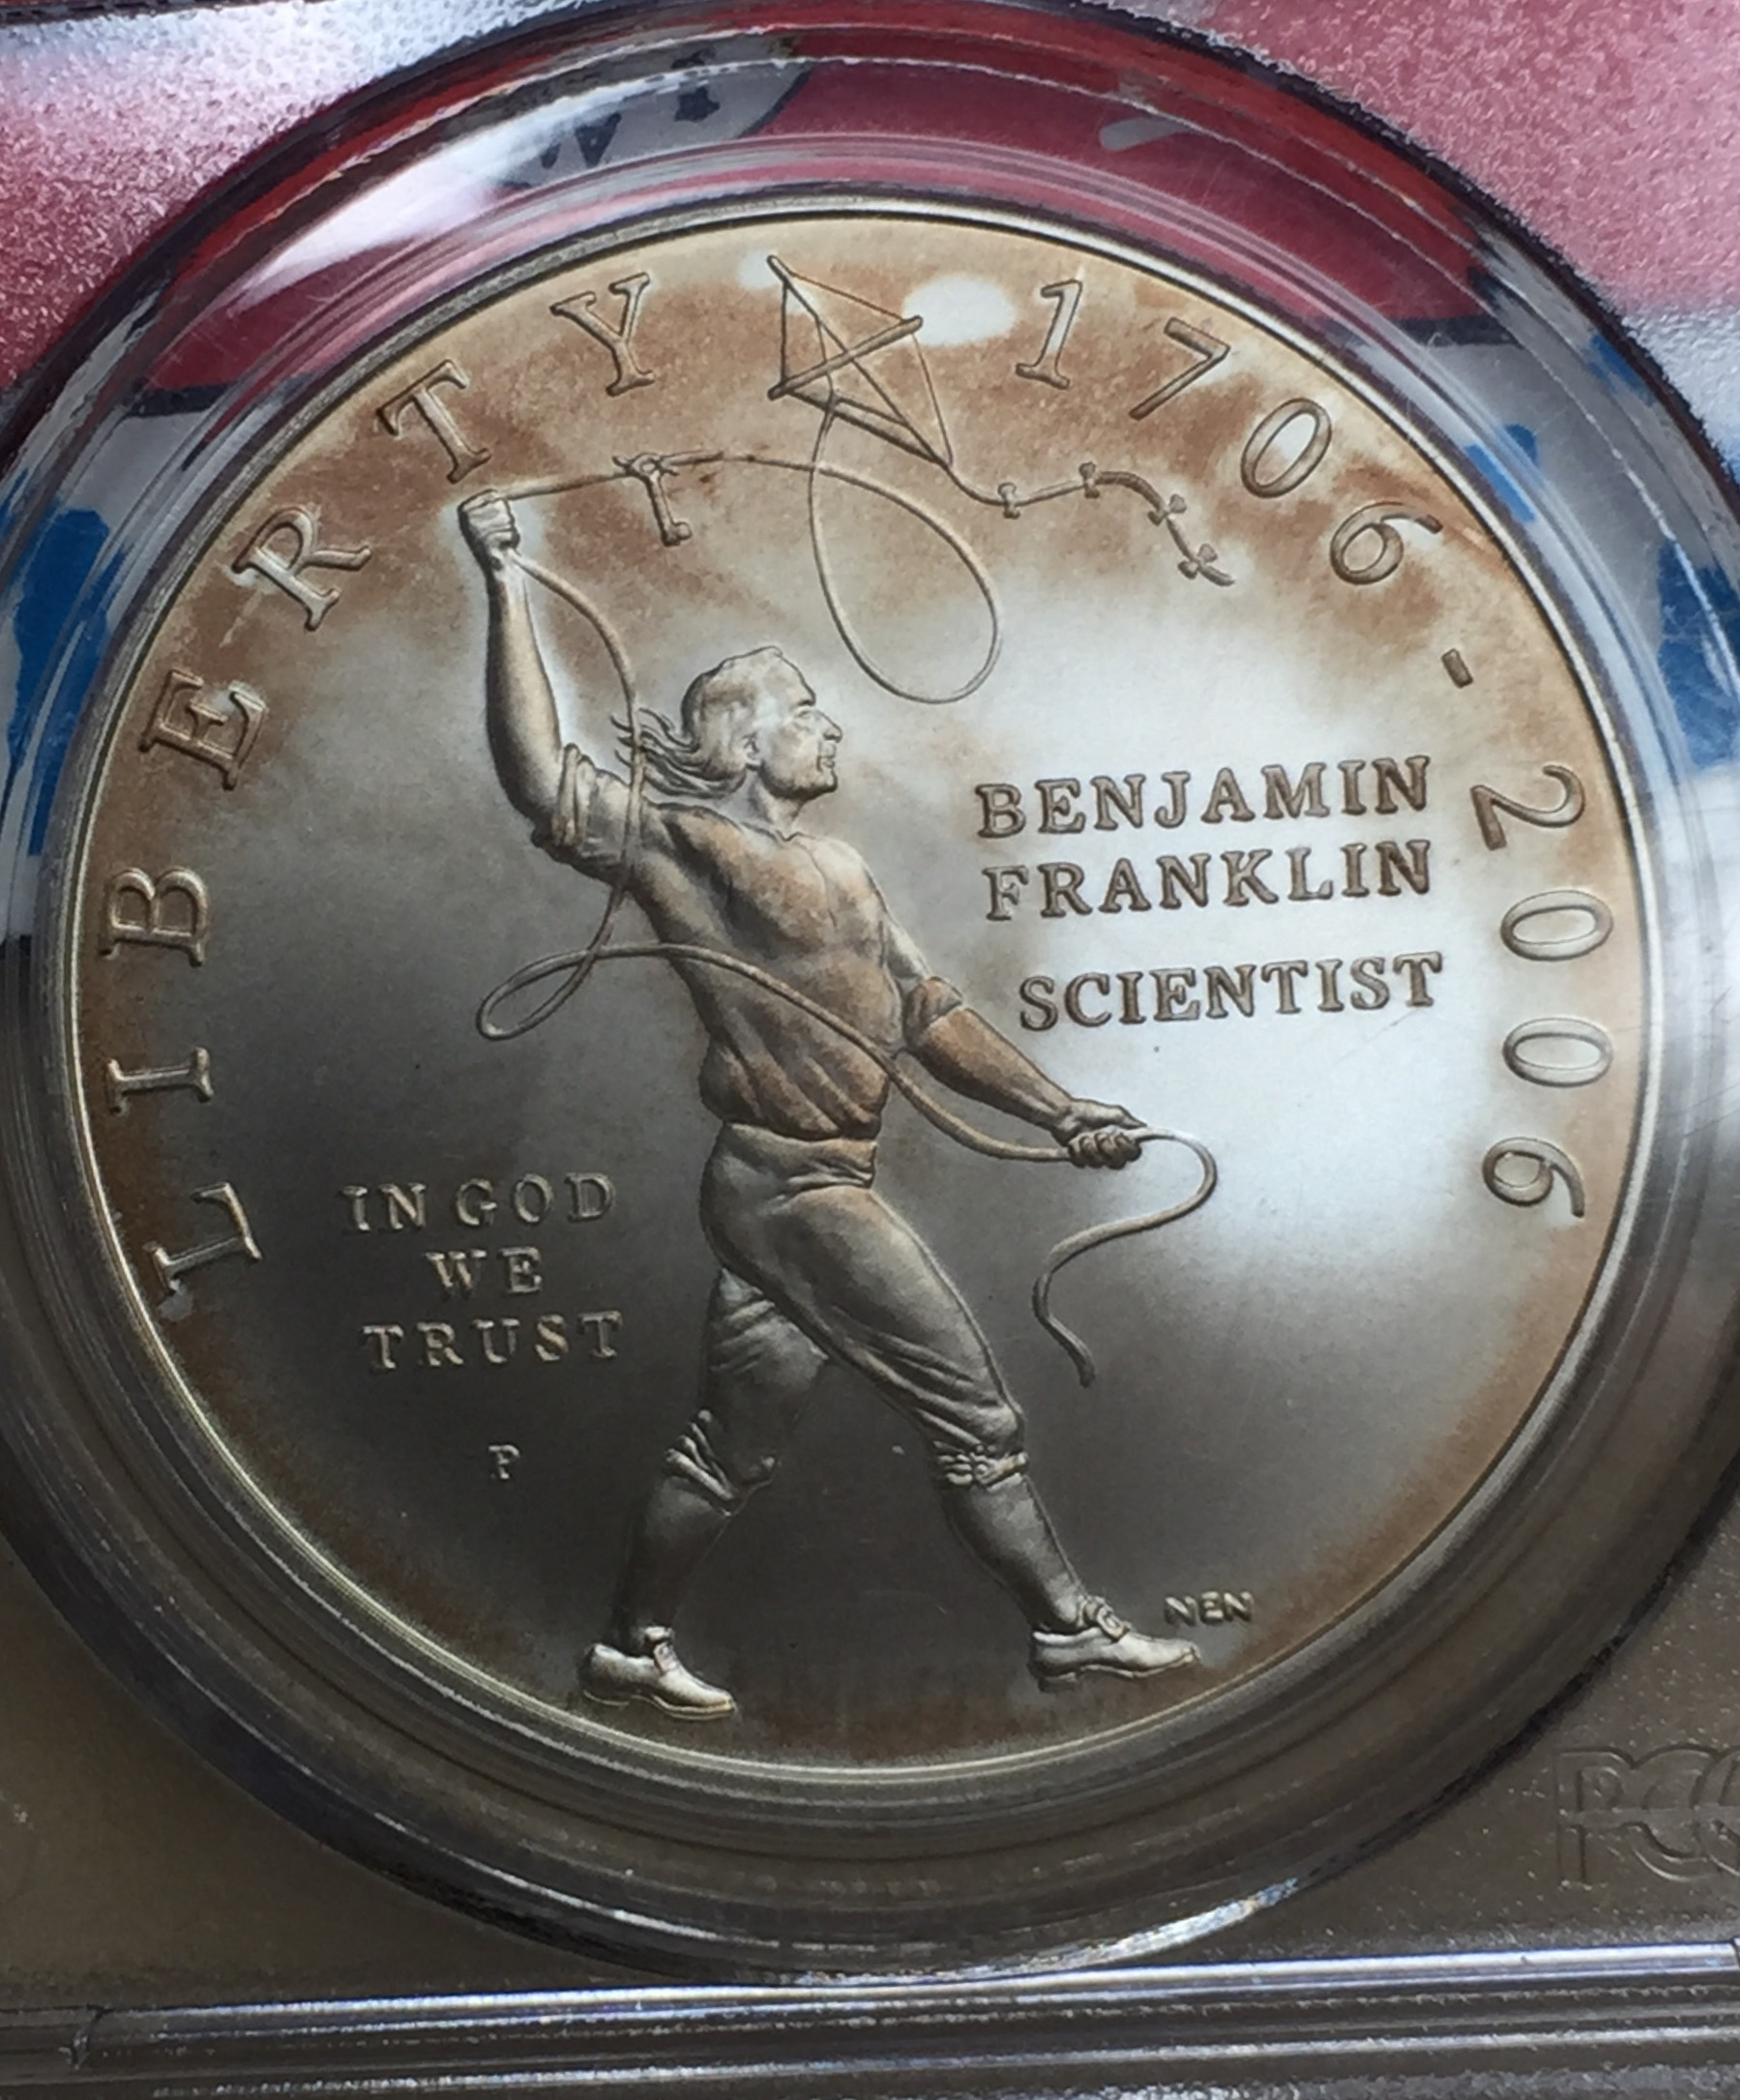 LIBERTY 1706-2006
BENJAMIN
FRANKLIN
SCIENTIST
IN GOD
WE
TRUST
P
NEN